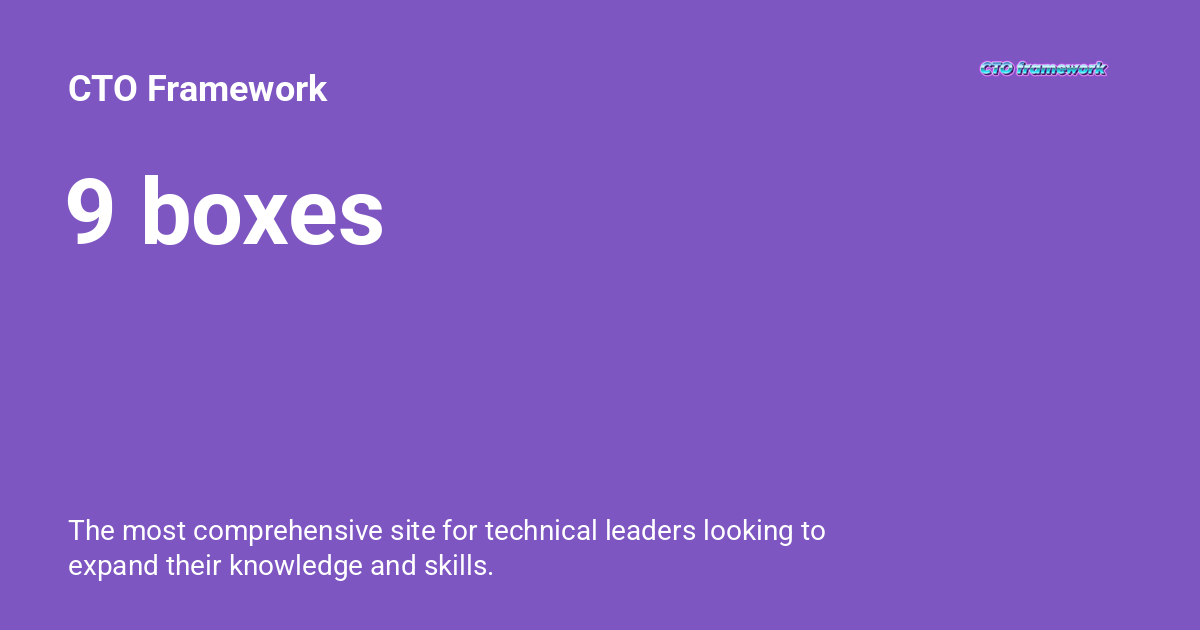 CTO Framework
CTO framework
9 boxes
The most comprehensive site for technical leaders looking to
expand their knowledge and skills.